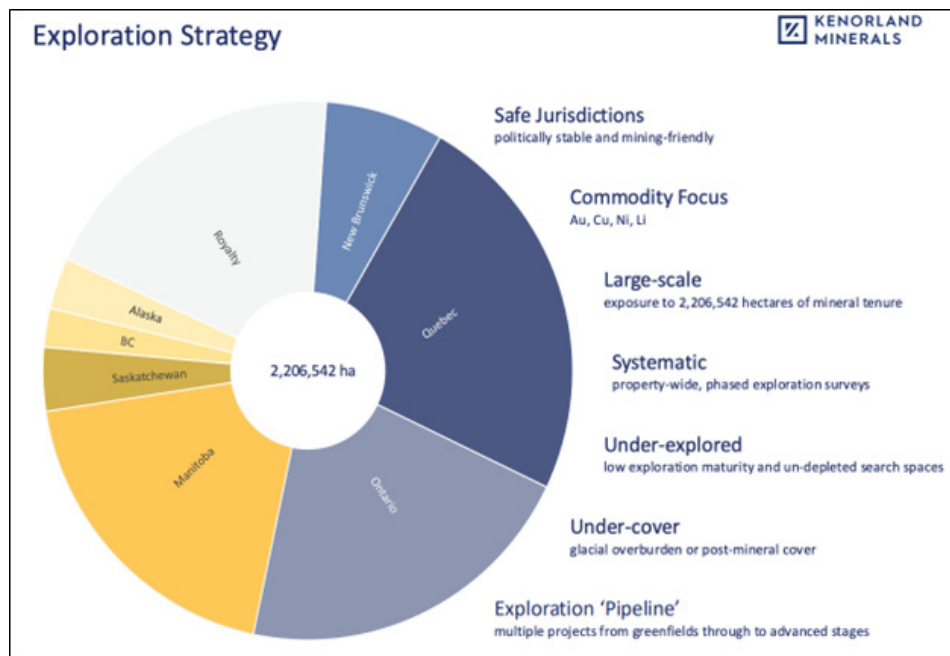 Exploration Strategy
KENORLAND
MINERALS
Safe Jurisdictions
politically stable and mining-friendly
Commodity Focus
Au, Cu, Ni, Li
Large-scale
exposure to 2,206,542 hectares of mineral tenure
Systematic
property-wide, phased exploration surveys
Under-explored
low exploration maturity and un-depleted search spaces
Under-cover
glacial overburden or post-mineral cover
Exploration ‘Pipeline’
multiple projects from greenfields through to advanced stages
New Brunswick
Quebec
Ontario
Manitoba
Saskatchewan
BC
Alaska
Royalty
2,206,542 ha